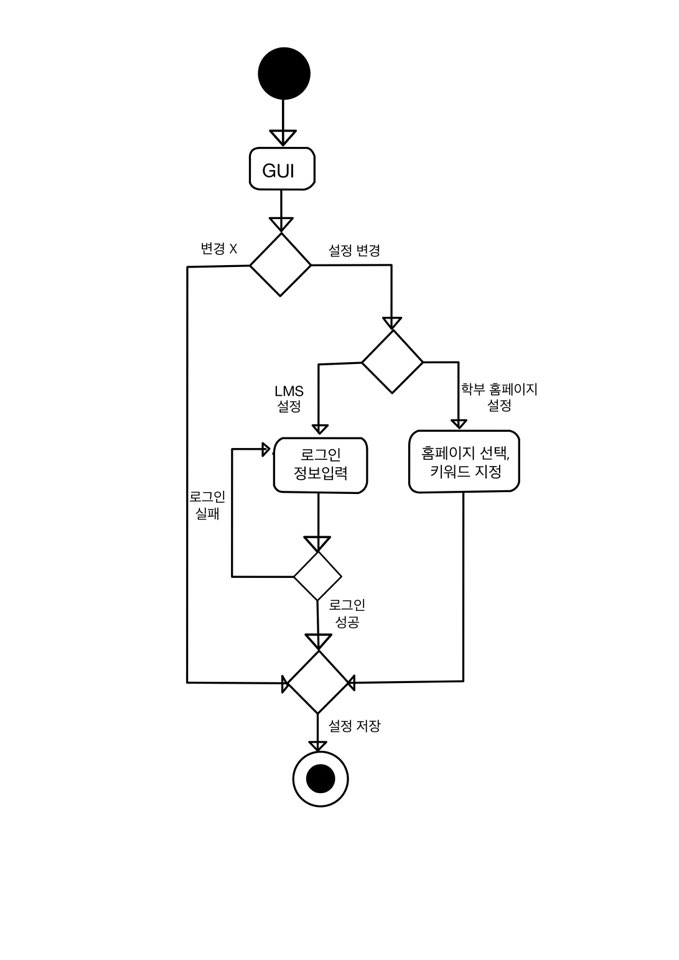 GUI
변경 X
설정 변경
LMS
설정
학부 홈페이지
설정
로그인
정보입력
홈페이지 선택,
키워드 지정
로그인
실패
로그인
성공
설정 저장